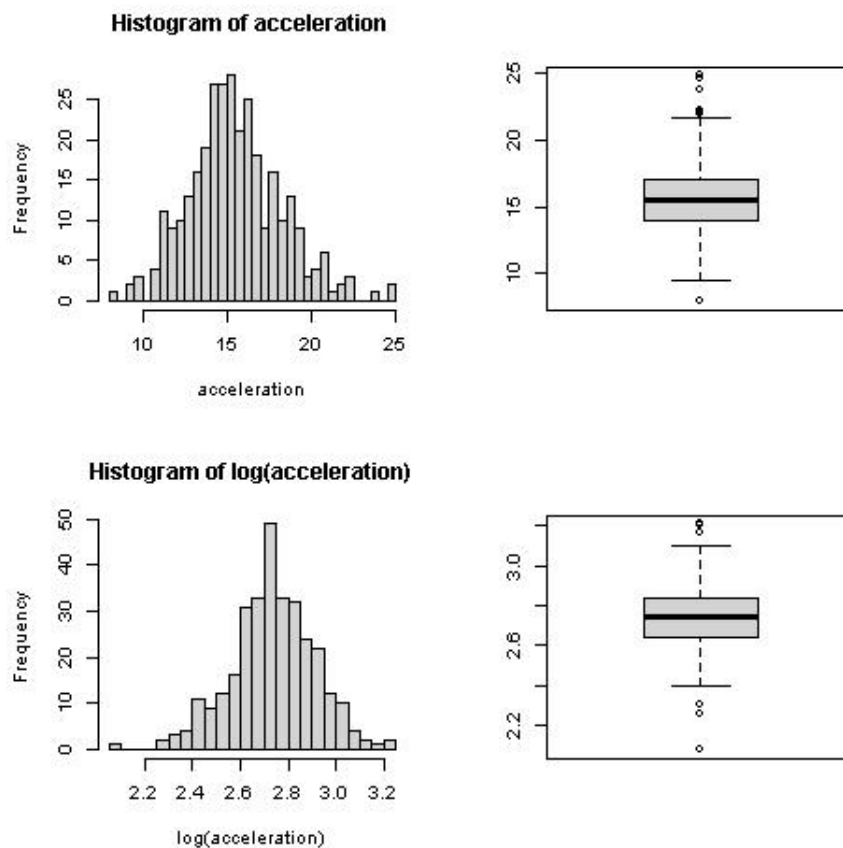 Histogram of acceleration
Frequency
0 5 10 15 20 25
10 15 20 25
acceleration
10 15 20 25
Histogram of log(acceleration)
Frequency
0 10 20 30 40 50
2.2 2.4 2.6 2.8 3.0 3.2
log(acceleration)
2.2 2.6 3.0